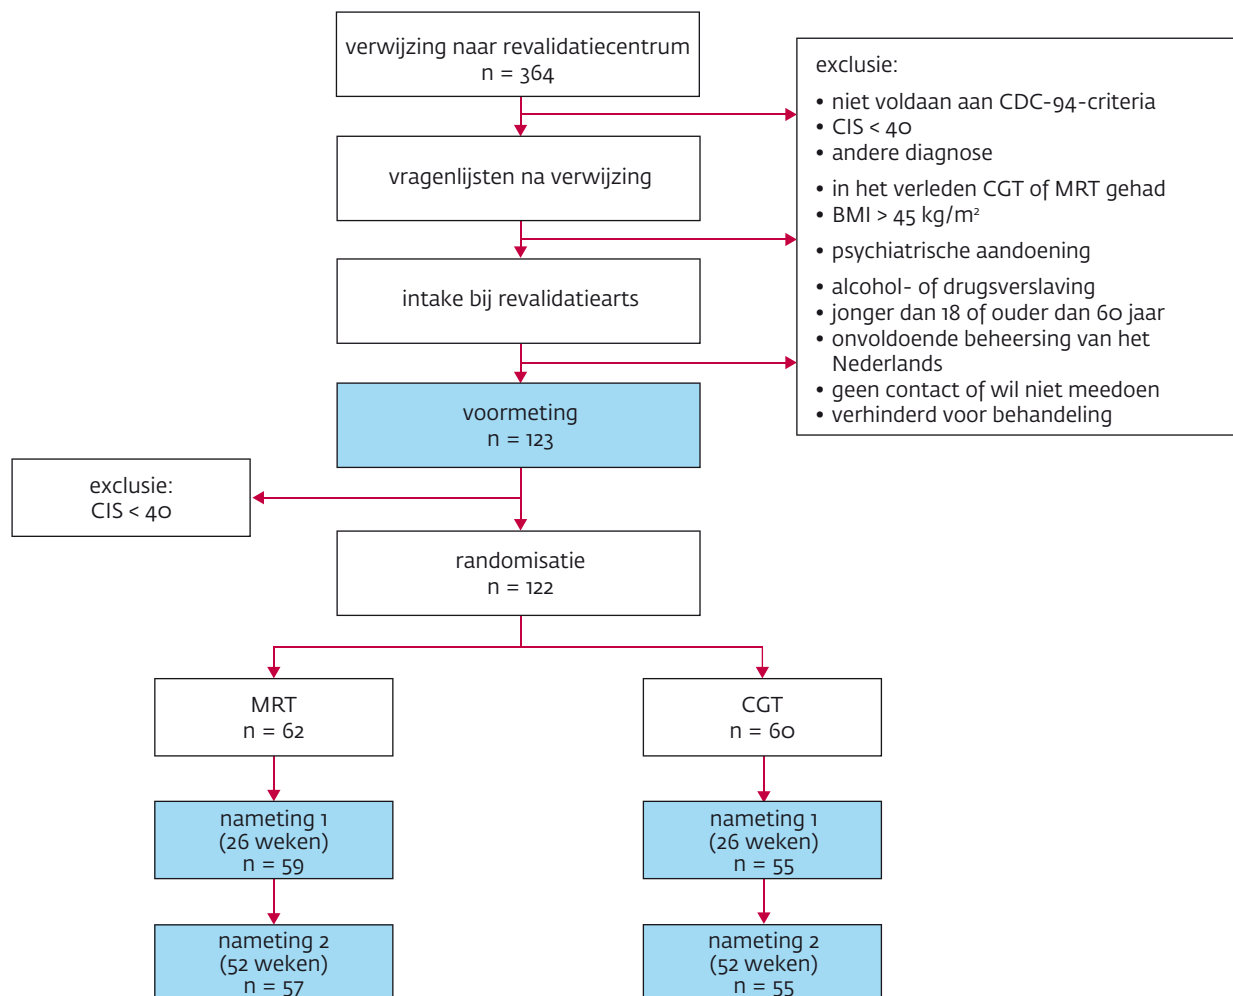 verwijzing naar revalidatiecentrum
n = 364
exclusie:
• niet voldaan aan CDC-94-criteria
• CIS < 40
• andere diagnose
• in het verleden CGT of MRT gehad
• BMI > 45 kg/m²
• psychiatrische aandoening
• alcohol- of drugsverslaving
• jonger dan 18 of ouder dan 60 jaar
• onvoldoende beheersing van het
Nederlands
• geen contact of wil niet meedoen
• verhinderd voor behandeling
vragenlijsten na verwijzing
intake bij revalidatiearts
voormeting
n = 123
exclusie:
CIS < 40
randomisatie
n = 122
MRT
n = 62
CGT
n = 60
nameting 1
(26 weken)
n = 59
nameting 1
(26 weken)
n = 55
nameting 2
(52 weken)
n = 57
nameting 2
(52 weken)
n = 55